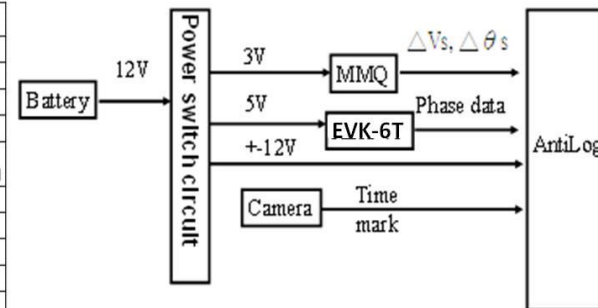 Battery
12V
Power switch circuit
3V
MMQ
△Vs, △θs
5V
EVK-6T
Phase data
+-12V
Camera
Time
mark
AntiLog